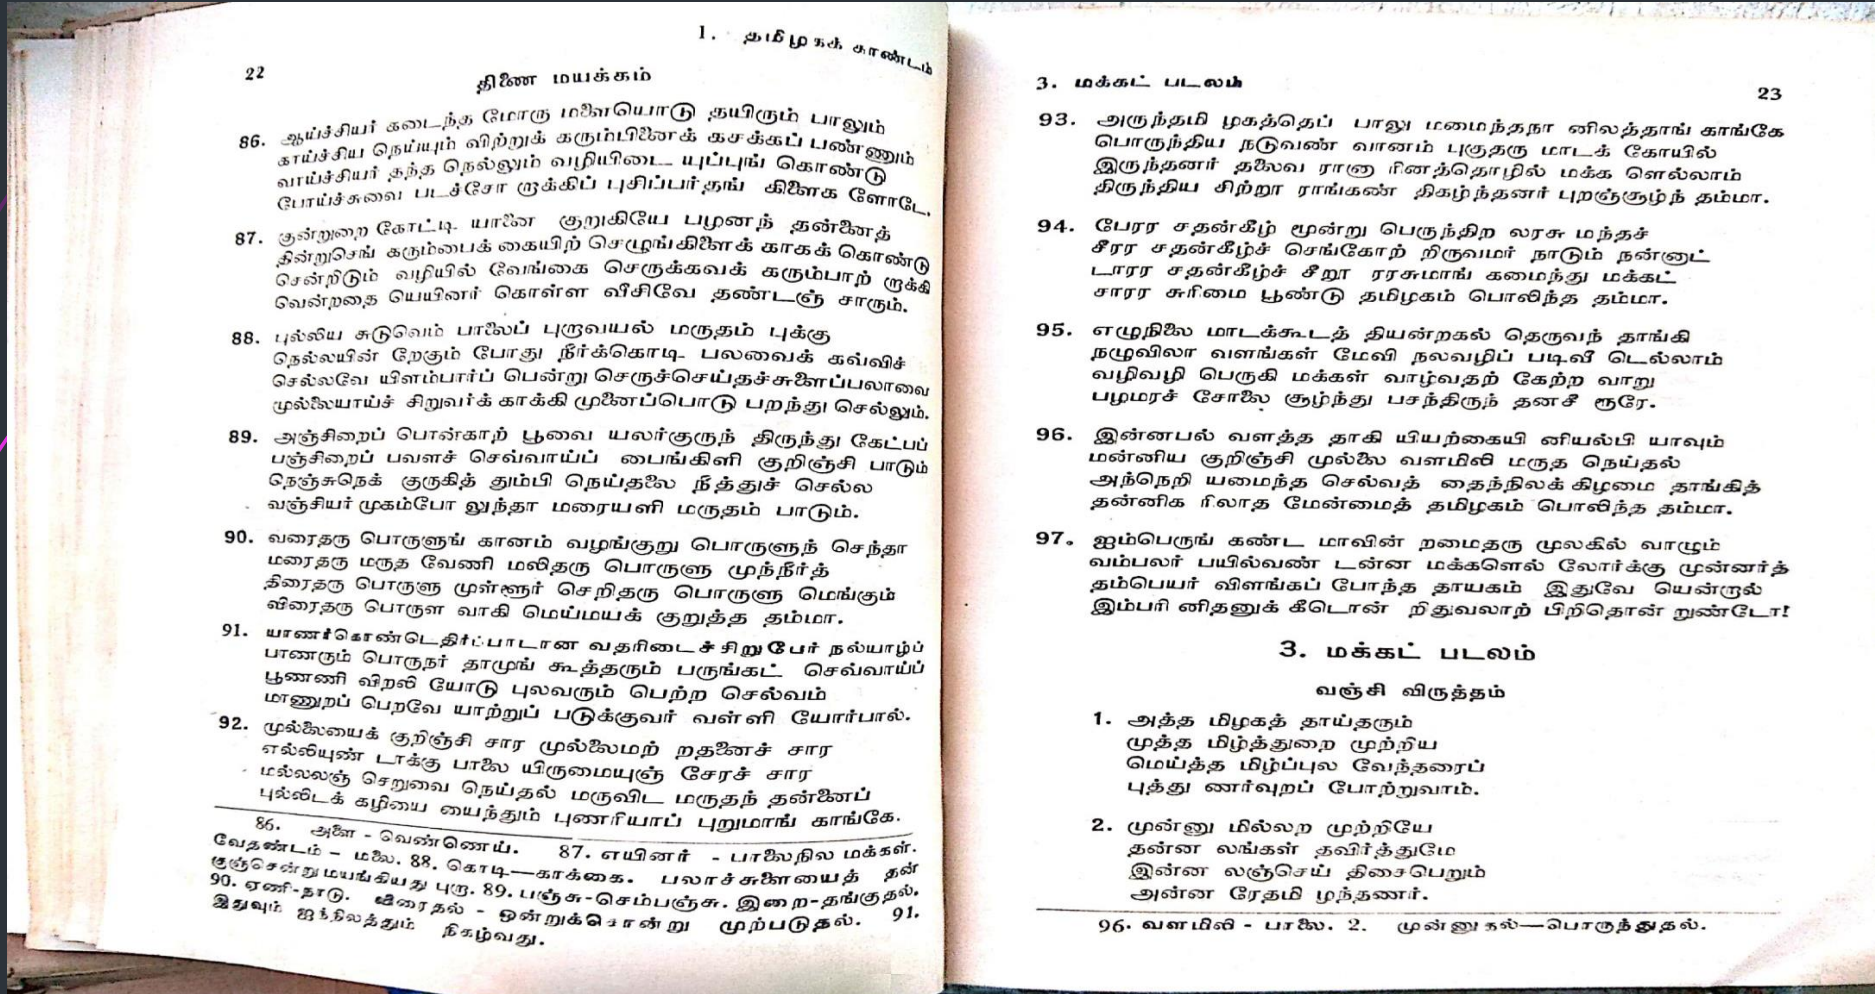 1. தமிழகக் காண்டம்
22
திணை மயக்கம்
86. ஆய்ச்சியர் கடைந்த மோரு மளையொடு தயிரும் பாலும்
காய்ச்சிய நெய்யும் விற்றுக் கரும்பினைக் கசக்கப் பண்ணும்
வாய்ச்சியர் தந்த நெல்லும் வழியிடை யுப்புங் கொண்டு
போய்ச்சுவை படச்சோ றாக்கிப் புசிப்பர்தங் கிளைக ளோடே.
87. குன்றுறை கோட்டி யானை குறுகியே பழனந் தன்னைத்
தின்றுசெங் கரும்பைக் கையிற் செழுங்கிளைக் காகக் கொண்டு
சென்றிடும் வழியில் வேங்கை செருக்கவக் கரும்பாற் றாக்கி
வென்றதை யெயினர் கொள்ள வீசிவே தண்டஞ் சாரும்.
88. புல்லிய சுடுவெம் பாலைப் புறாவயல் மருதம் புக்கு
நெல்லயின் றேகும் போது நீர்க்கொடி பலவைக் கவ்விச்
செல்லவே யிளம்பார்ப் பென்று செருச்செய்தச்சுளைப்பலாவை
முல்லையாய்ச் சிறுவர்க் காக்கி முனைப்பொடு பறந்து செல்லும்.
89. அஞ்சிறைப் பொன்காற் பூவை யலர்குருந் திருந்து கேட்பப்
பஞ்சிறைப் பவளச் செவ்வாய்ப் பைங்கிளி குறிஞ்சி பாடும்
நெஞ்சுநெக் குருகித் தும்பி நெய்தலை நீத்துச் செல்ல
வஞ்சியர் முகம்போ லுந்தா மரையளி மருதம் பாடும்.
90. வரைதரு பொருளுங் கானம் வழங்குறு பொருளுந் செந்தா
மரைதரு மருத வேணி மலிதரு பொருளு முந்நீர்த்
திரைதரு பொருளு முள்ளூர் செறிதரு பொருளு மெங்கும்
விரைதரு பொருள வாகி மெய்மயக் குறுத்த தம்மா.
91. யாணர்கொண்டெதிர்ப்பாடான வதரிடைச்சிறுபேர் நல்யாழ்ப்
பாணரும் பொருநர் தாமுங் கூத்தரும் பருங்கட் செவ்வாய்ப்
பூணணி விறலி யோடு புலவரும் பெற்ற செல்வம்
மாணுறப் பெறவே யாற்றுப் படுக்குவர் வள்ளி யோர்பால்.
92. முல்லையைக் குறிஞ்சி சார முல்லைமற் றதனைச் சார
எல்லியுண் டாக்கு பாலை யிருமையுஞ் சேரச் சார
மல்லலஞ் செறுவை நெய்தல் மருவிட மருதந் தன்னைப்
புல்லிடக் கழியை யைந்தும் புணரியாப் புறுமாங் காங்கே.
86. அளை - வெண்ணெய். 87. எயினர் - பாலைநில மக்கள்.
வேதண்டம் – மலை. 88. கொடி—காக்கை. பலாச்சுளையைத் தன்
குஞ்சென்று மயங்கியது புரு. 89. பஞ்சு-செம்பஞ்சு. இறை-தங்குதல்.
90. ஏணி-நாடு. விரைதல் - ஒன்றுக்கொன்று முற்படுதல். 91.
இதுவும் ஐந்நிலத்தும் நிகழ்வது.
3. மக்கட் படலம்
23
93. அருந்தமி ழகத்தெப் பாலு மமைந்தநா னிலத்தாங் காங்கே
பொருந்திய நடுவண் வானம் புகுதரு மாடக் கோயில்
இருந்தனர் தலைவ ரானா ரினத்தொழில் மக்க ளெல்லாம்
திருந்திய சிற்றூ ராங்கண் திகழ்ந்தனர் புறஞ்சூழ்ந் தம்மா.
94. பேரர சதன்கீழ் மூன்று பெருந்திற லரசு மந்தச்
சீரர சதன்கீழ்ச் செங்கோற் றிருவமர் நாடும் நன்னாட்
டாரர சதன்கீழ்ச் சீறூ ரரசுமாங் கமைந்து மக்கட்
சாரர சுரிமை பூண்டு தமிழகம் பொலிந்த தம்மா.
95. எழுநிலை மாடக்கூடத் தியன்றகல் தெருவந் தாங்கி
நழுவிலா வளங்கள் மேவி நலவழிப் படிவீ டெல்லாம்
வழிவழி பெருகி மக்கள் வாழ்வதற் கேற்ற வாறு
பழமரச் சோலை சூழ்ந்து பசந்திருந் தனசீ றூரே.
96. இன்னபல் வளத்த தாகி யியற்கையி னியல்பி யாவும்
மன்னிய குறிஞ்சி முல்லை வளமிலி மருத நெய்தல்
அந்நெறி யமைந்த செல்வத் தைந்நிலக் கிழமை தாங்கித்
தன்னிக ரிலாத மேன்மைத் தமிழகம் பொலிந்த தம்மா.
97. ஐம்பெருங் கண்ட மாவின் றமைதரு முலகில் வாழும்
வம்பலர் பயில்வண் டன்ன மக்களெல் லோர்க்கு முன்னர்த்
தம்பெயர் விளங்கப் போந்த தாயகம் இதுவே யென்றால்
இம்பரி னிதனுக் கீடொன் றிதுவலாற் பிறிதொன் றுண்டோ!
3. மக்கட் படலம்
வஞ்சி விருத்தம்
1. அத்த மிழகத் தாய்தரும்
முத்த மிழ்த்துறை முற்றிய
மெய்த்த மிழ்ப்புல வேந்தரைப்
புத்து ணர்வுறப் போற்றுவாம்.
2. முன்னு மில்லற முற்றியே
தன்ன லங்கள் தவிர்த்துமே
இன்ன லஞ்செய் திசைபெறும்
அன்ன ரேதமி ழந்தணர்.
96. வளமிலி - பாலை. 2. முன்னுதல்—பொருந்துதல்.